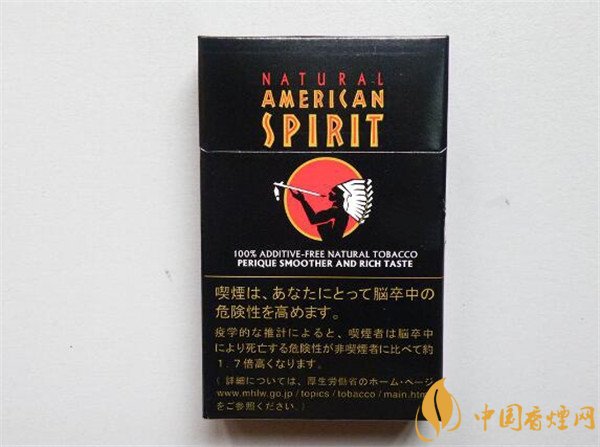 NATURAL
AMERICAN
SPIRIT
100% ADDITIVE-FREE NATURAL TOBACCO
PERIQUE SMOOTHER AND RICH TASTE
喫煙は、あなたにとって脳卒中の
危険性を高めます。
疫学的な推計によると、喫煙者は脳卒中
により死亡する危険性が非喫煙者に比べて約
1.7倍高くなります。
(詳細については、厚生労働省のホーム・ページ
www.mhlw.go.jp/topics/tobacco/main.html
をご参照ください。)
中国香烟网